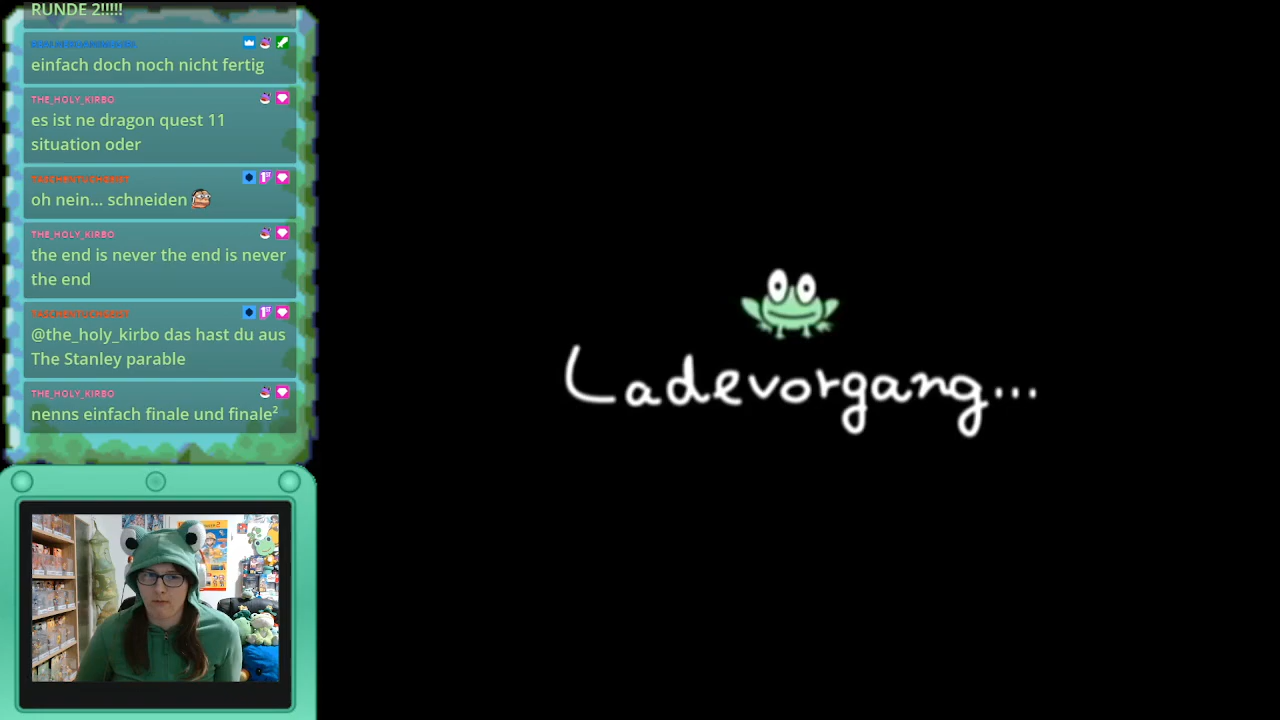 RUNDE 2!!!!!
einfach doch noch nicht fertig
THE_HOLY_KIRBO
es ist ne dragon quest 11
situation oder
oh nein... schneiden
THE_HOLY_KIRBO
the end is never the end is never
the end
@the_holy_kirbo das hast du aus
The Stanley parable
THE_HOLY_KIRBO
nenns einfach finale und finale²
Ladevorgang...